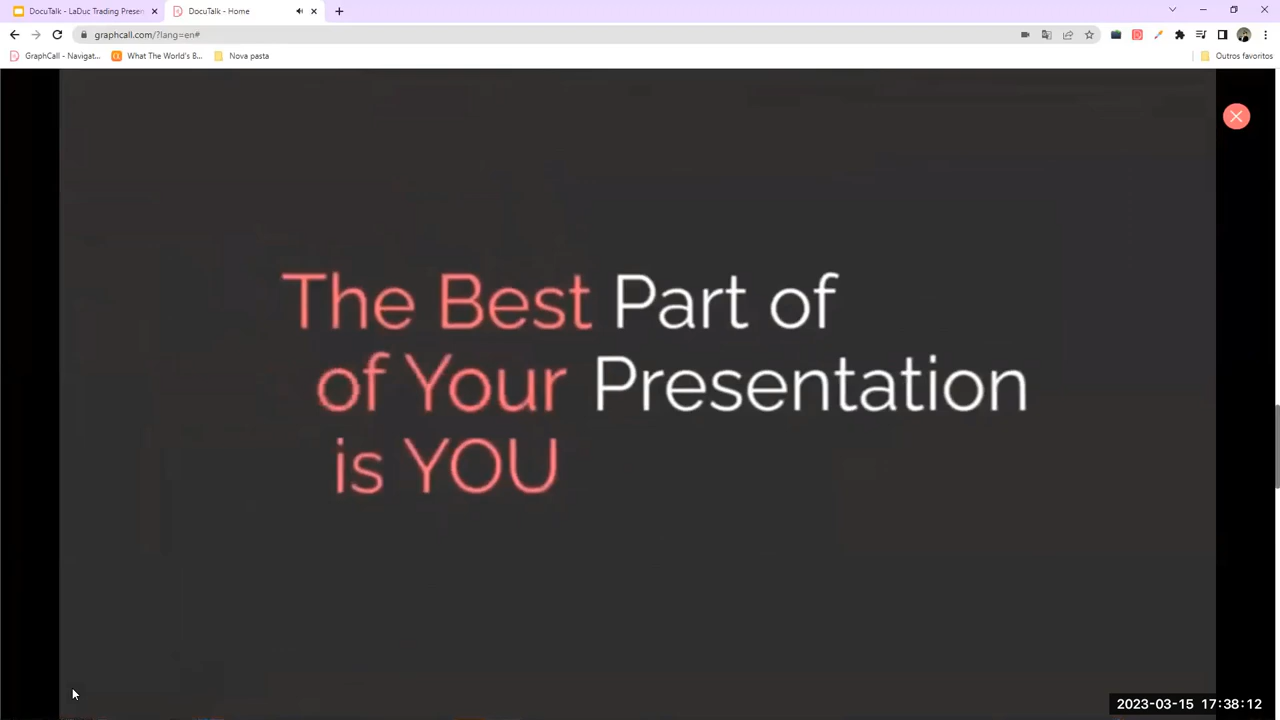 DocuTalk - LaDuc Trading Presen
DocuTalk - Home
graphcall.com/?lang=en#
GraphCall - Navigat...
What The World's B...
Nova pasta
Outros favoritos
The Best Part of
of Your Presentation
is YOU
2023-03-15 17:38:12